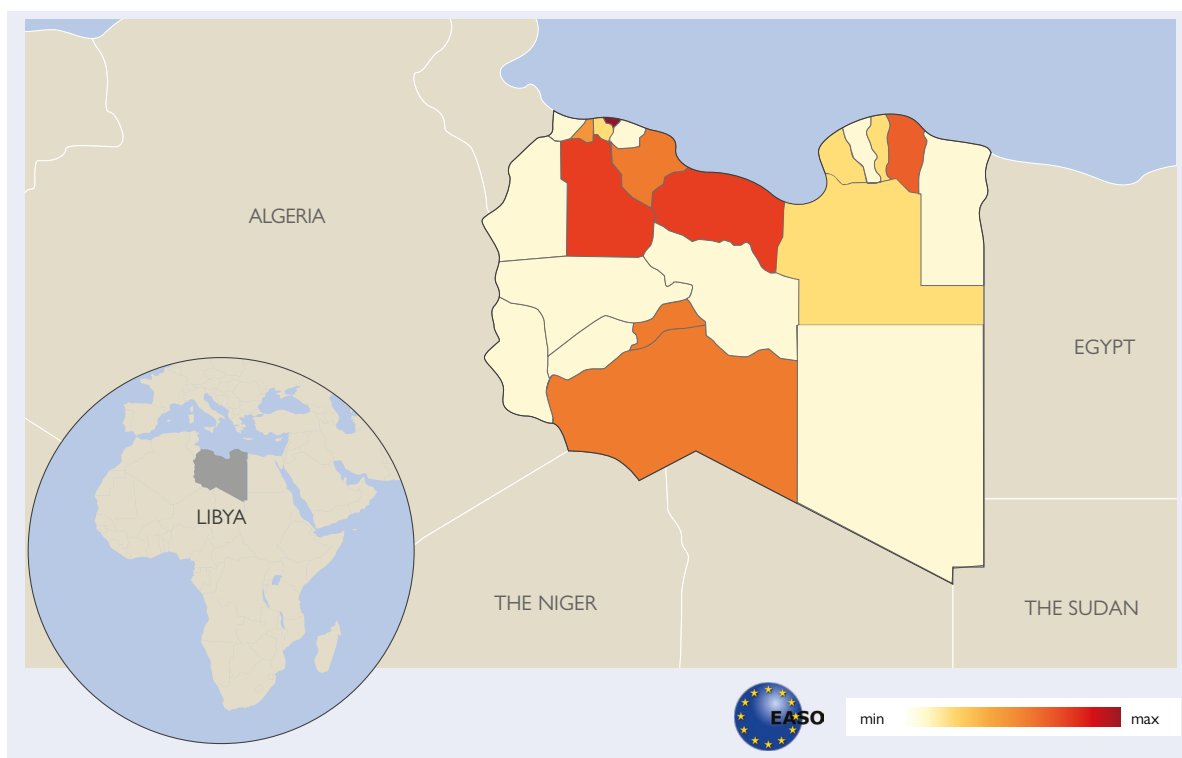 ALGERIA
EGYPT
LIBYA
THE NIGER
THE SUDAN
EASO
min
max